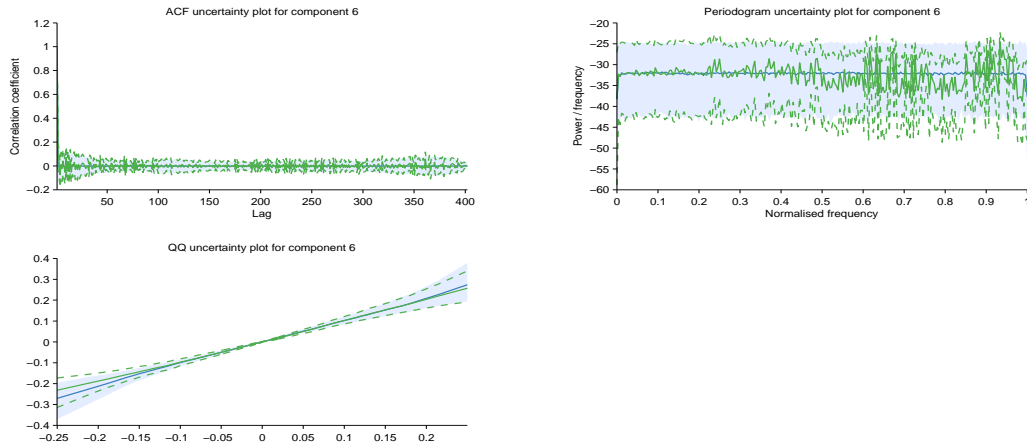 ACF uncertainty plot for component 6
1.2
1
0.8
0.6
0.4
0.2
0
−0.2
Correlation coefficient
50 100 150 200 250 300 350 400
Lag
Periodogram uncertainty plot for component 6
−20
−25
−30
−35
−40
−45
−50
−55
−60
Power / frequency
0 0.1 0.2 0.3 0.4 0.5 0.6 0.7 0.8 0.9 1
Normalised frequency
QQ uncertainty plot for component 6
0.4
0.3
0.2
0.1
0
−0.1
−0.2
−0.3
−0.4
−0.25 −0.2 −0.15 −0.1 −0.05 0 0.05 0.1 0.15 0.2